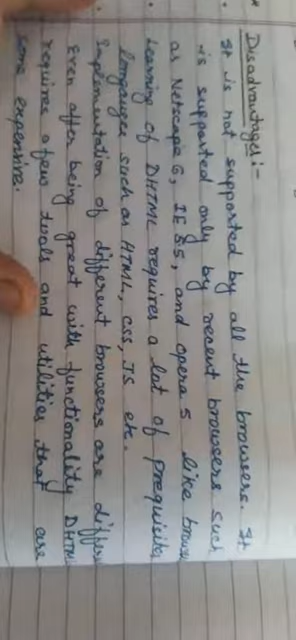 Disadvantages:-
It is not supported by all the browsers. It
is supported only by recent browsers such
as Netscape 6, IE 5.5, and opera 5 like
Learning of DHTML requires a lot of
languages such as HTML, CSS, JS etc.
Implementation of different browsers are
Even after being great with functionality
requires a few tools and utilities that are
some expensive.